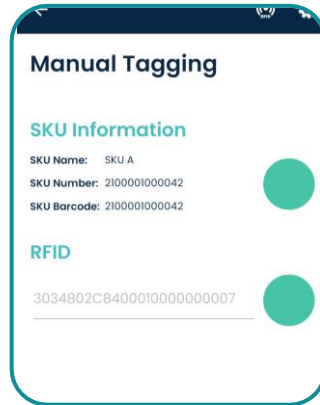 Manual Tagging
SKU Information
SKU Name: SKU A
SKU Number: 2100001000042
SKU Barcode: 2100001000042
RFID
3034802C8400010000000007